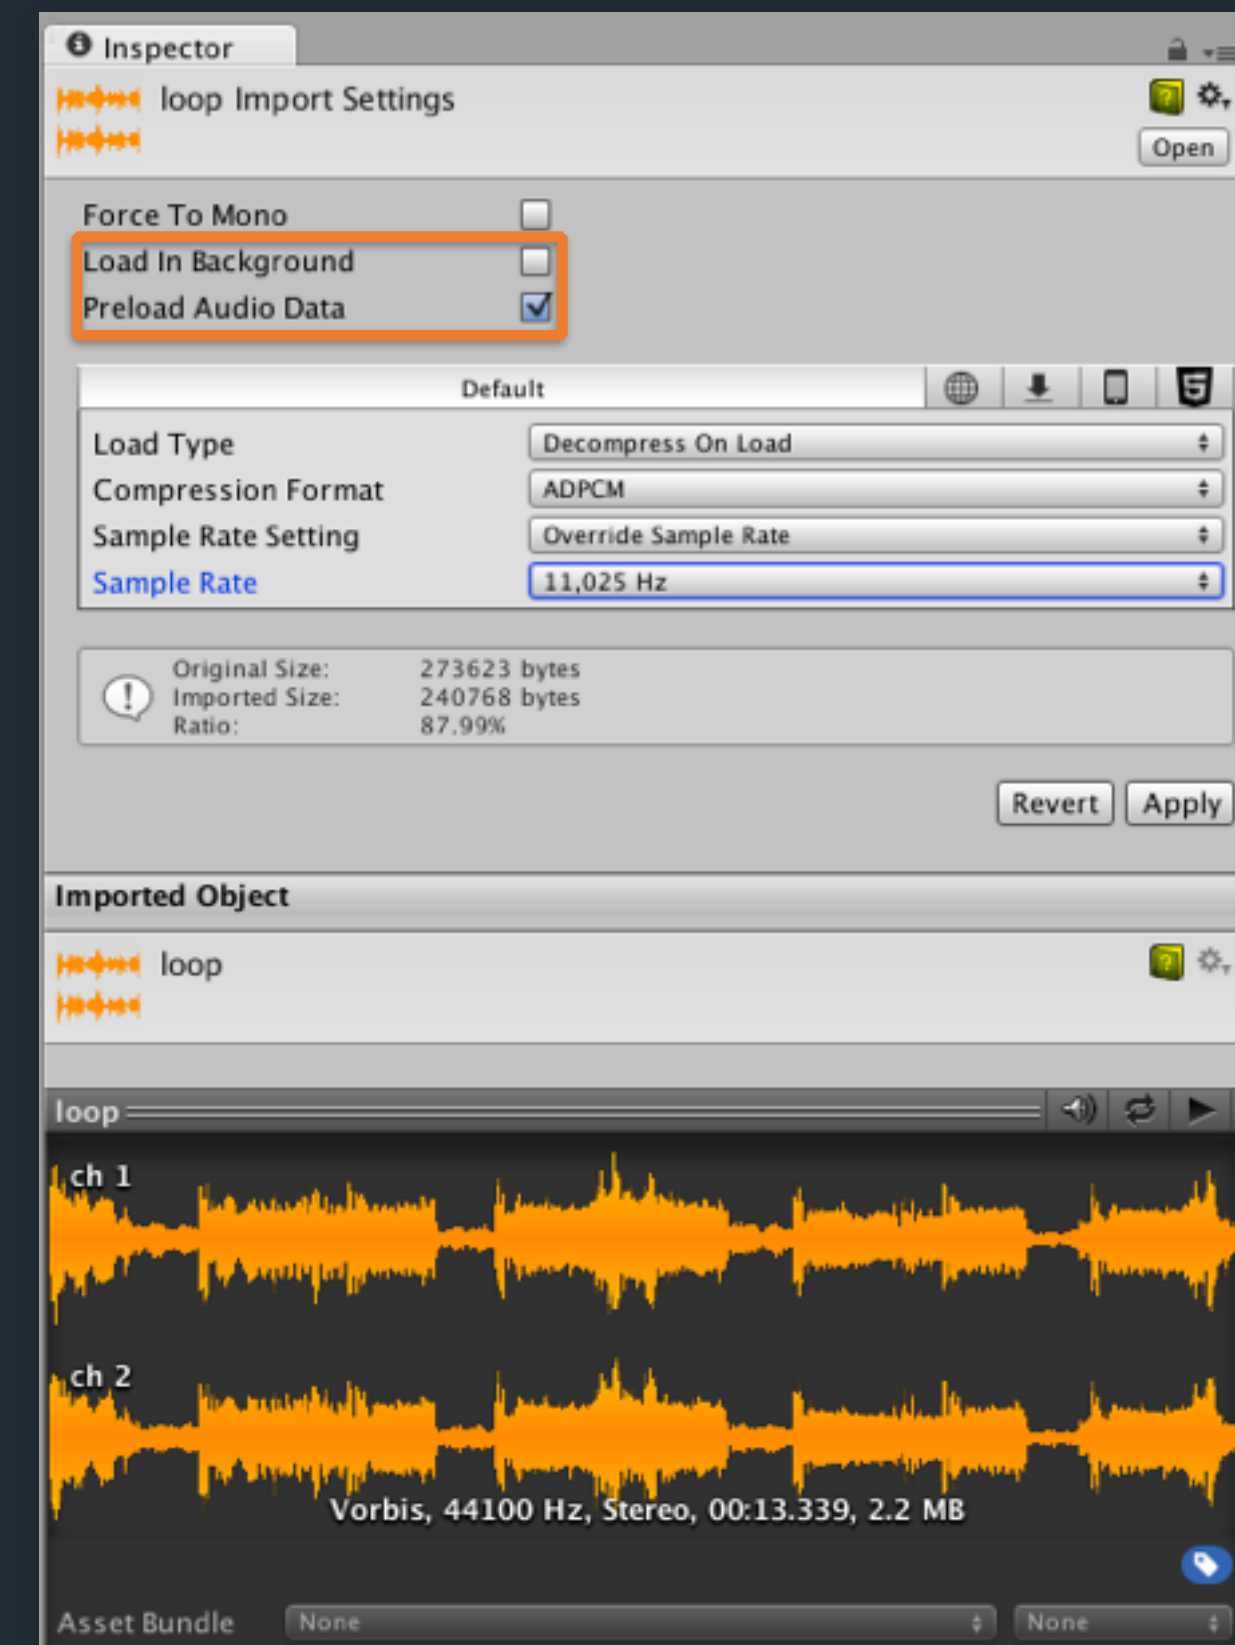 Inspector
loop Import Settings
Open
Force To Mono
Load In Background
Preload Audio Data
Default
Load Type Decompress On Load
Compression Format ADPCM
Sample Rate Setting Override Sample Rate
Sample Rate 11,025 Hz
Original Size: 273623 bytes
Imported Size: 240768 bytes
Ratio: 87.99%
Revert Apply
Imported Object
loop
loop
ch 1
ch 2
Vorbis, 44100 Hz, Stereo, 00:13.339, 2.2 MB
Asset Bundle None None